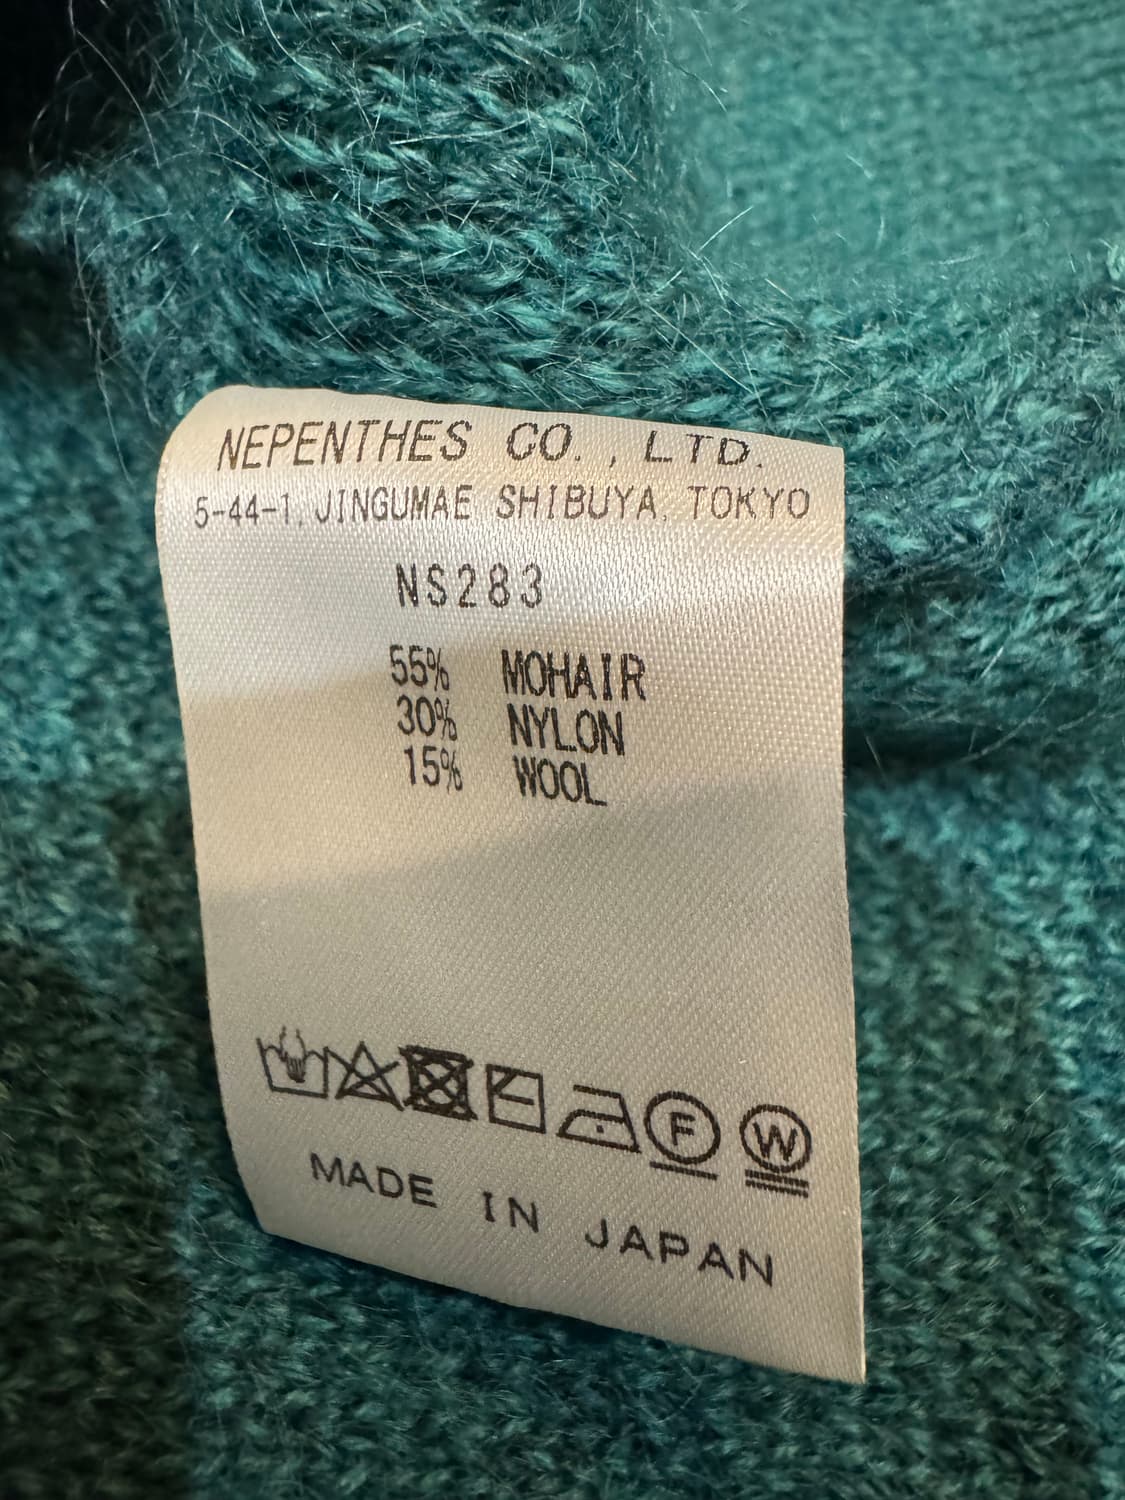 NEPENTHES CO., LTD.
5-44-1, JINGUMAE SHIBUYA, TOKYO
NS283
55% MOHAIR
30% NYLON
15% WOOL
F W
MADE IN JAPAN